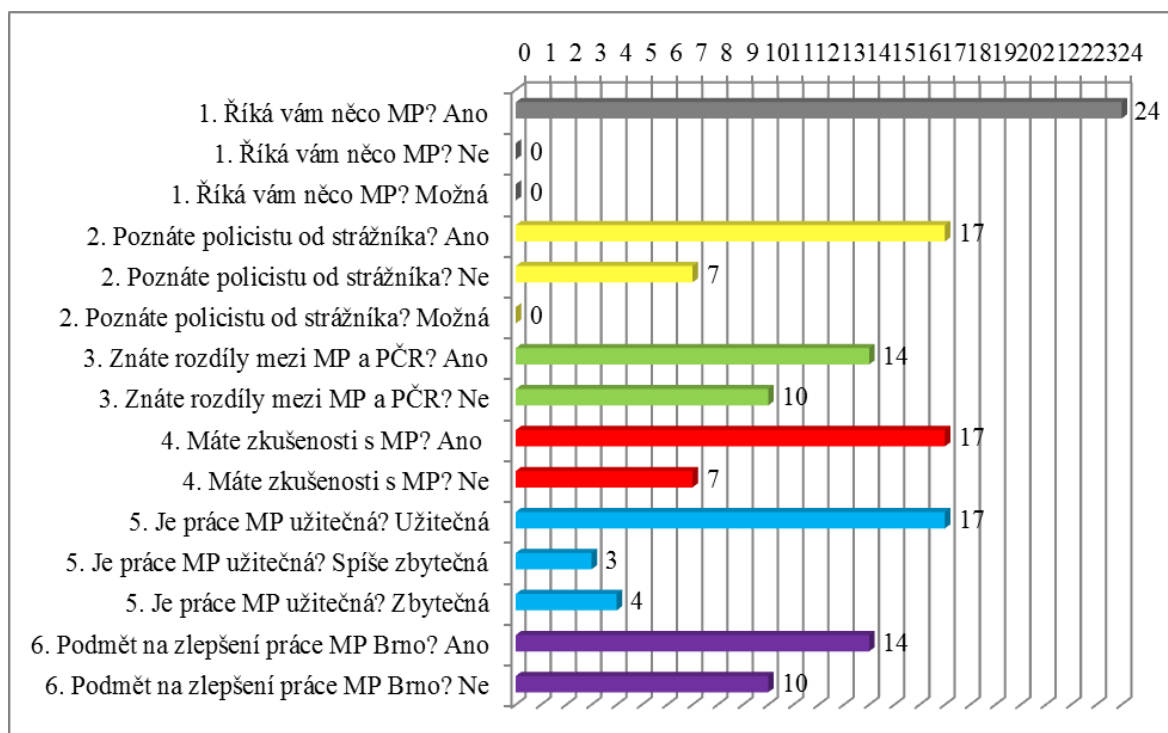 0 1 2 3 4 5 6 7 8 9 10 11 12 13 14 15 16 17 18 19 20 21 22 23 24
1. Říká vám něco MP? Ano 24
1. Říká vám něco MP? Ne 0
1. Říká vám něco MP? Možná 0
2. Poznáte policistu od strážníka? Ano 17
2. Poznáte policistu od strážníka? Ne 7
2. Poznáte policistu od strážníka? Možná 0
3. Znáte rozdíly mezi MP a PČR? Ano 14
3. Znáte rozdíly mezi MP a PČR? Ne 10
4. Máte zkušenosti s MP? Ano 17
4. Máte zkušenosti s MP? Ne 7
5. Je práce MP užitečná? Užitečná 17
5. Je práce MP užitečná? Spíše zbytečná 3
5. Je práce MP užitečná? Zbytečná 4
6. Podmět na zlepšení práce MP Brno? Ano 14
6. Podmět na zlepšení práce MP Brno? Ne 10